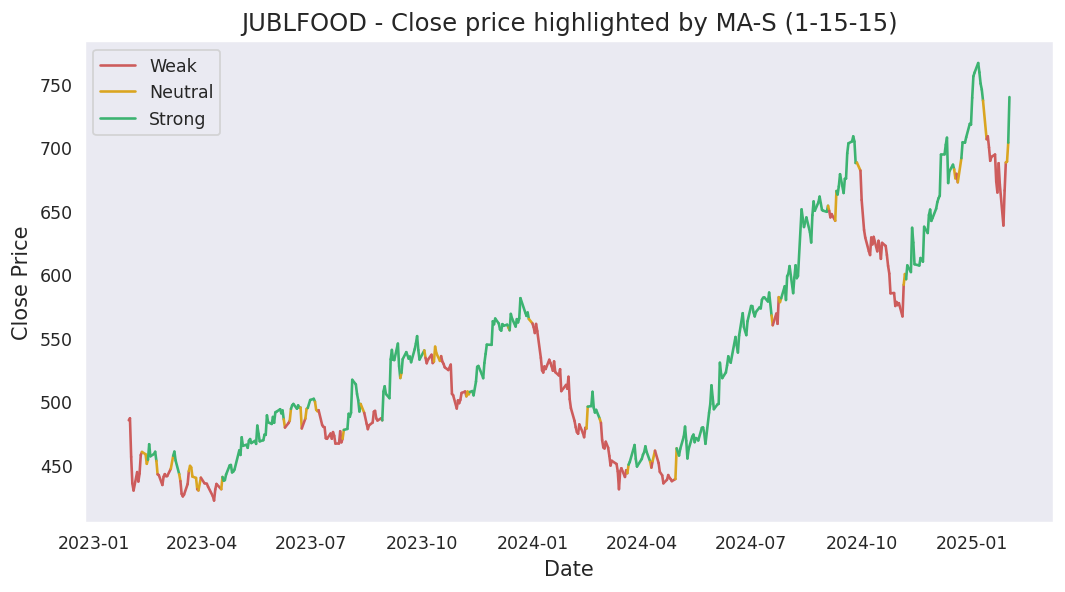 JUBLFOOD - Close price highlighted by MA-S (1-15-15)
Weak
Neutral
Strong
Close Price
750
700
650
600
550
500
450
2023-01 2023-04 2023-07 2023-10 2024-01 2024-04 2024-07 2024-10 2025-01
Date